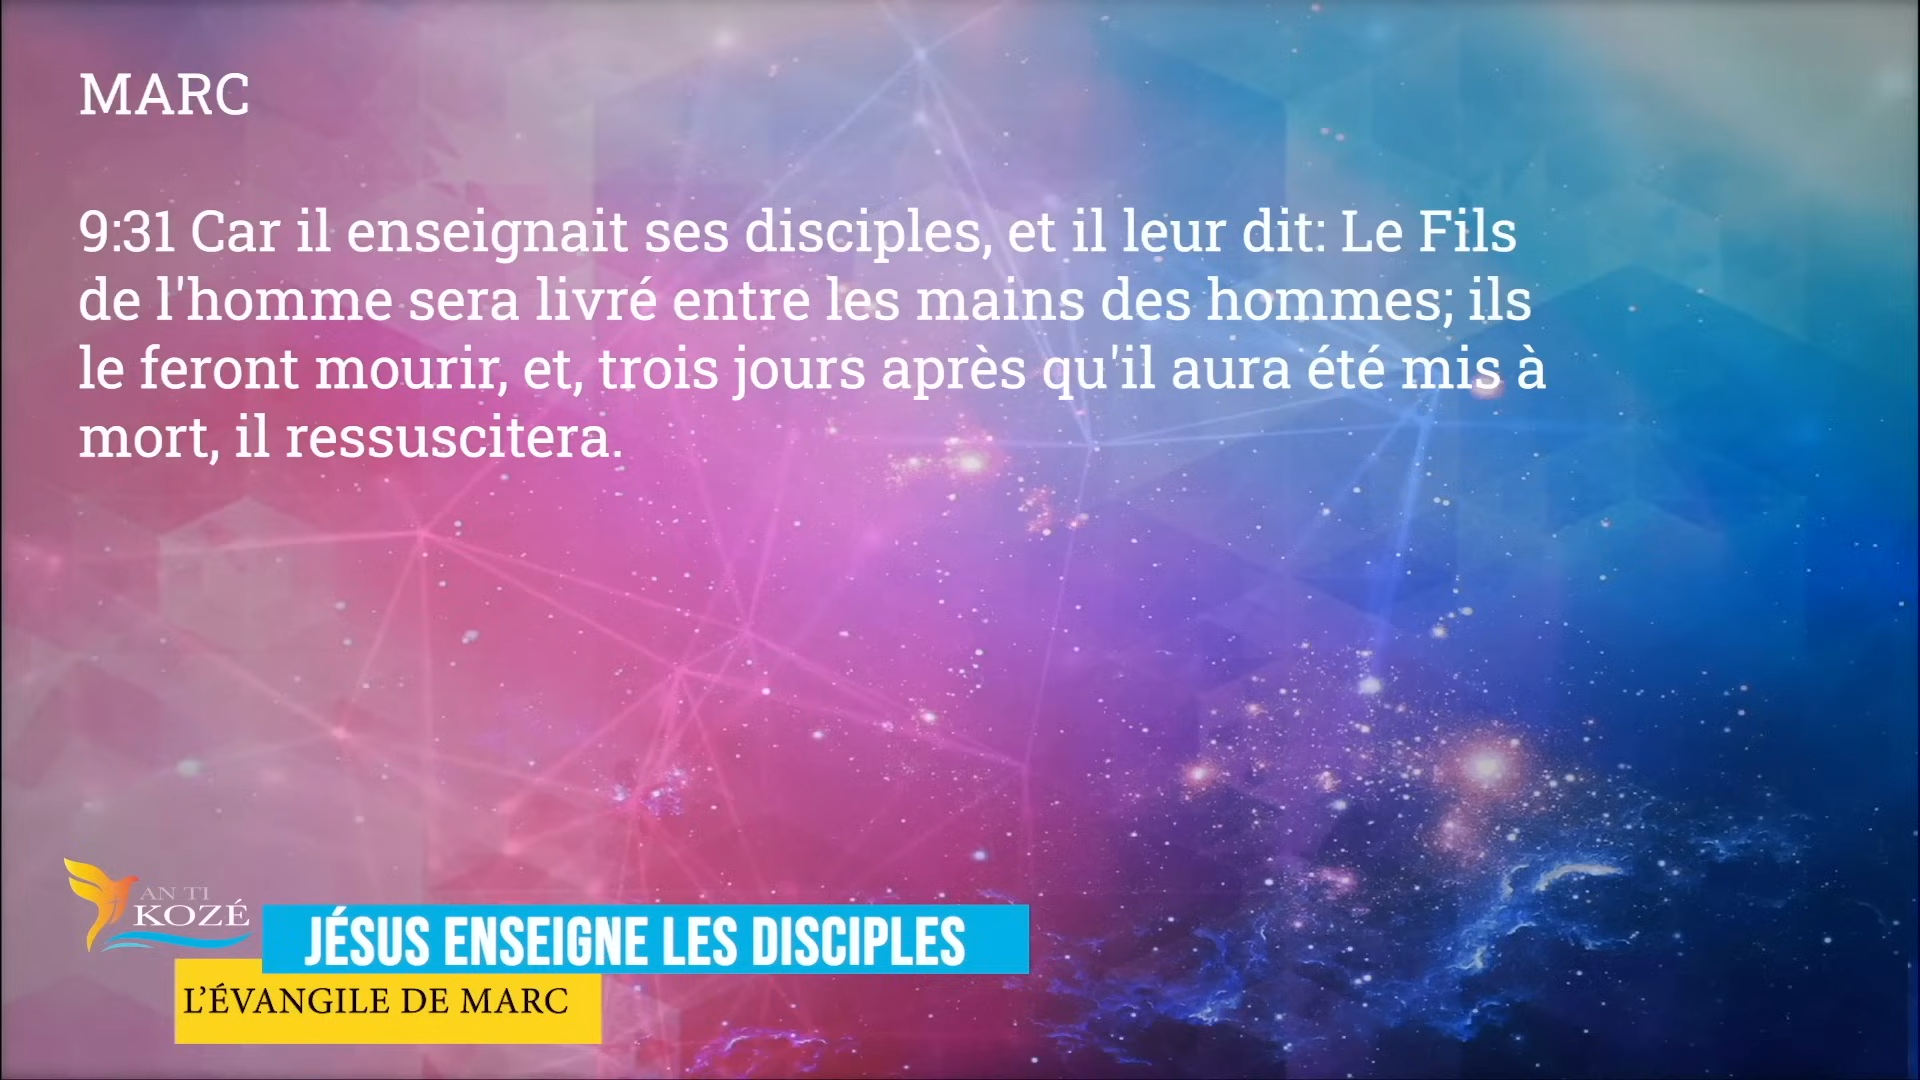 MARC
9:31 Car il enseignait ses disciples, et il leur dit: Le Fils
de l'homme sera livré entre les mains des hommes; ils
le feront mourir, et, trois jours après qu'il aura été mis à
mort, il ressuscitera.
AN TI
KOZÉ
JÉSUS ENSEIGNE LES DISCIPLES
L’ÉVANGILE DE MARC